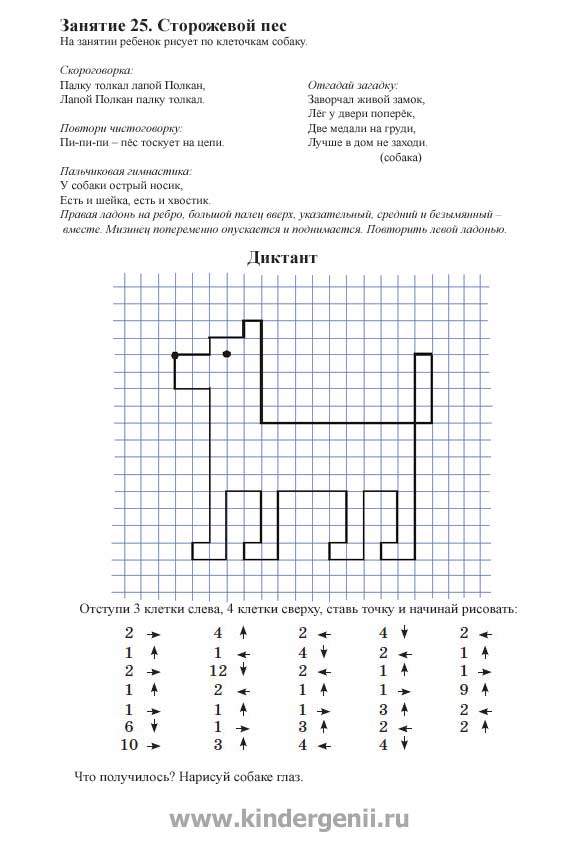 Занятие 25. Сторожевой пес
На занятии ребенок рисует по клеточкам собаку.
Скороговорка:
Палку толкал лапой Полкан,
Лапой Полкан палку толкал.
Повтори чистоговорку:
Пи-пи-пи – пёс тоскует на цепи.
Отгадай загадку:
Заворчал живой замок,
Лёг у двери поперёк,
Две медали на груди,
Лучше в дом не заходи.
(собака)
Пальчиковая гимнастика:
У собаки острый носик,
Есть и шейка, есть и хвостик.
Правая ладонь на ребро, большой палец вверх, указательный, средний и безымянный –
вместе. Мизинец попеременно опускается и поднимается. Повторить левой ладонью.
Диктант
Отступи 3 клетки слева, 4 клетки сверху, ставь точку и начинай рисовать:
2 → 4 ↑ 2 ← 4 ↓ 2 ←
1 ↑ 1 ← 4 ↓ 2 ← 1 ↑
2 → 12 ↓ 2 ← 1 ↑ 1 →
1 ↑ 2 ← 1 ↑ 1 → 9 ↑
1 → 1 ↑ 1 → 3 ↑ 2 ←
6 ↓ 1 → 3 ↑ 2 ← 2 ↑
10 → 3 ↑ 4 ← 4 ↓
Что получилось? Нарисуй собаке глаз.
www.kindergenii.ru